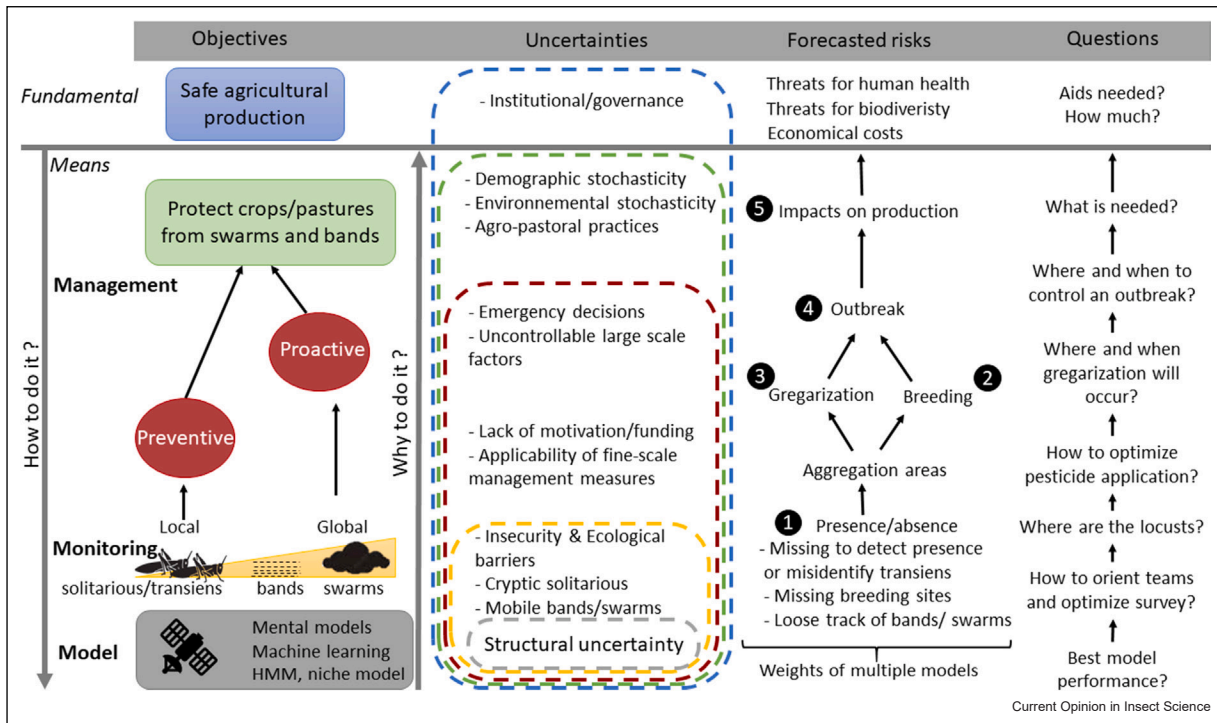 Objectives
Uncertainties
Forecasted risks
Questions
Fundamental
Safe agricultural
production
- Institutional/governance
Threats for human health
Threats for biodiveristy
Economical costs
Aids needed?
How much?
Means
How to do it ?
Why to do it ?
Protect crops/pastures
from swarms and bands
Management
Proactive
Preventive
Local
Global
Monitoring
solitarious/transiens
bands
swarms
Model
Mental models
Machine learning
HMM, niche model
- Demographic stochasticity
- Environnemental stochasticity
- Agro-pastoral practices
- Emergency decisions
- Uncontrollable large scale
factors
- Lack of motivation/funding
- Applicability of fine-scale
management measures
- Insecurity & Ecological
barriers
- Cryptic solitarious
- Mobile bands/swarms
Structural uncertainty
5 Impacts on production
4 Outbreak
3
Gregarization
Breeding
2
Aggregation areas
1
Presence/absence
- Missing to detect presence
or misidentify transiens
- Missing breeding sites
- Loose track of bands/ swarms
Weights of multiple models
What is needed?
Where and when to
control an outbreak?
Where and when
gregarization will
occur?
How to optimize
pesticide application?
Where are the locusts?
How to orient teams
and optimize survey?
Best model
performance?
Current Opinion in Insect Science